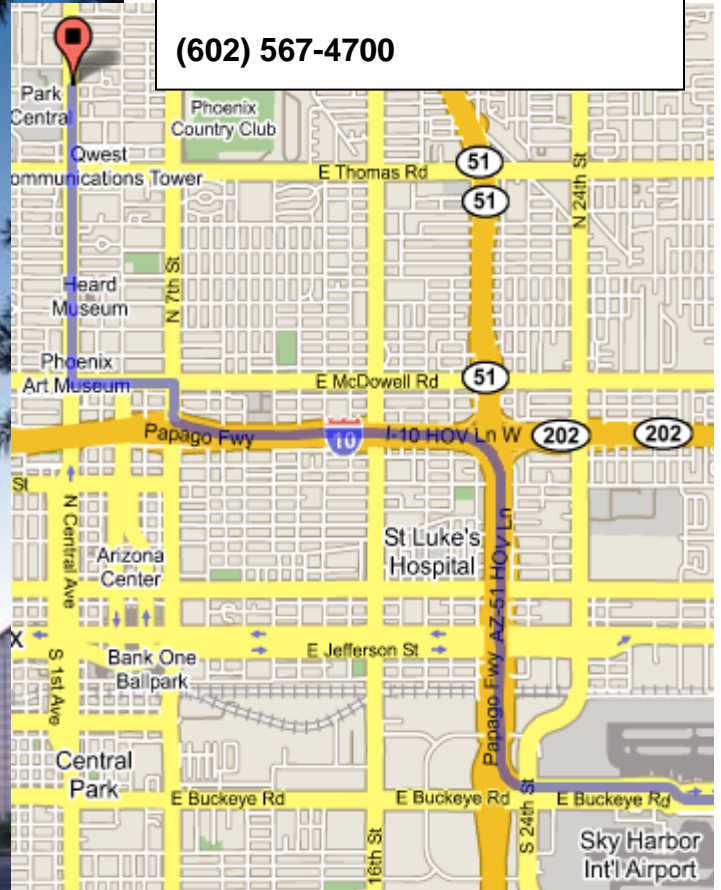 (602) 567-4700
Park
Central
Phoenix
Country Club
Qwest
ommunications Tower
E Thomas Rd
51
51
N 24th St
Heard
Museum
N 7th St
Phoenix
Art Museum
E McDowell Rd
51
Papago Fwy
10
I-10 HOV Ln W
202
202
St
N Central Ave
Arizona
Center
St Luke's
Hospital
AZ-51 HOV Ln
X
E Jefferson St
Bank One
Ballpark
S 1st Ave
Papago Fwy
Central
Park
E Buckeye Rd
E Buckeye Rd
E Buckeye Rd
S 24th St
16th St
Sky Harbor
Int'l Airport